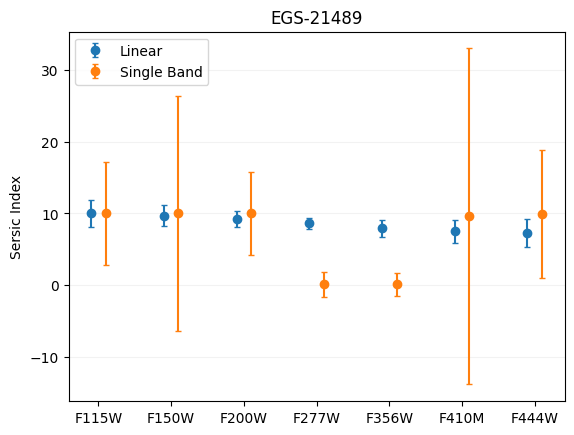 EGS-21489
Linear
Single Band
Sersic Index
30
20
10
0
−10
F115W F150W F200W F277W F356W F410M F444W